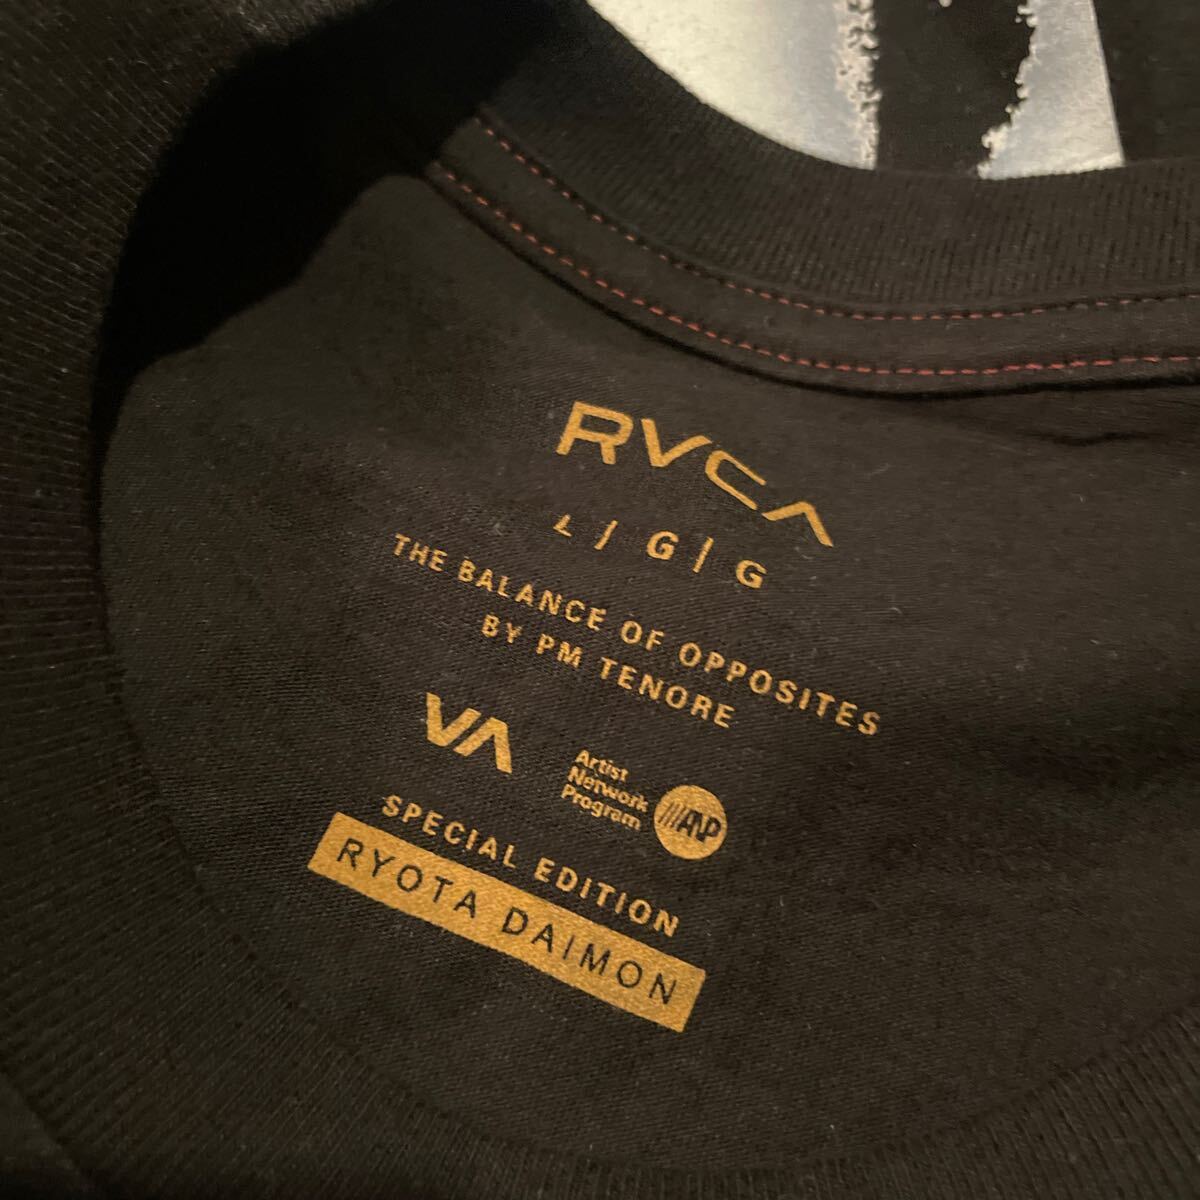 RVCA
L / G / G
THE BALANCE OF OPPOSITES
BY PM TENORE
VA
Artist
Network
Program
ANP
SPECIAL EDITION
RYOTA DAIMON